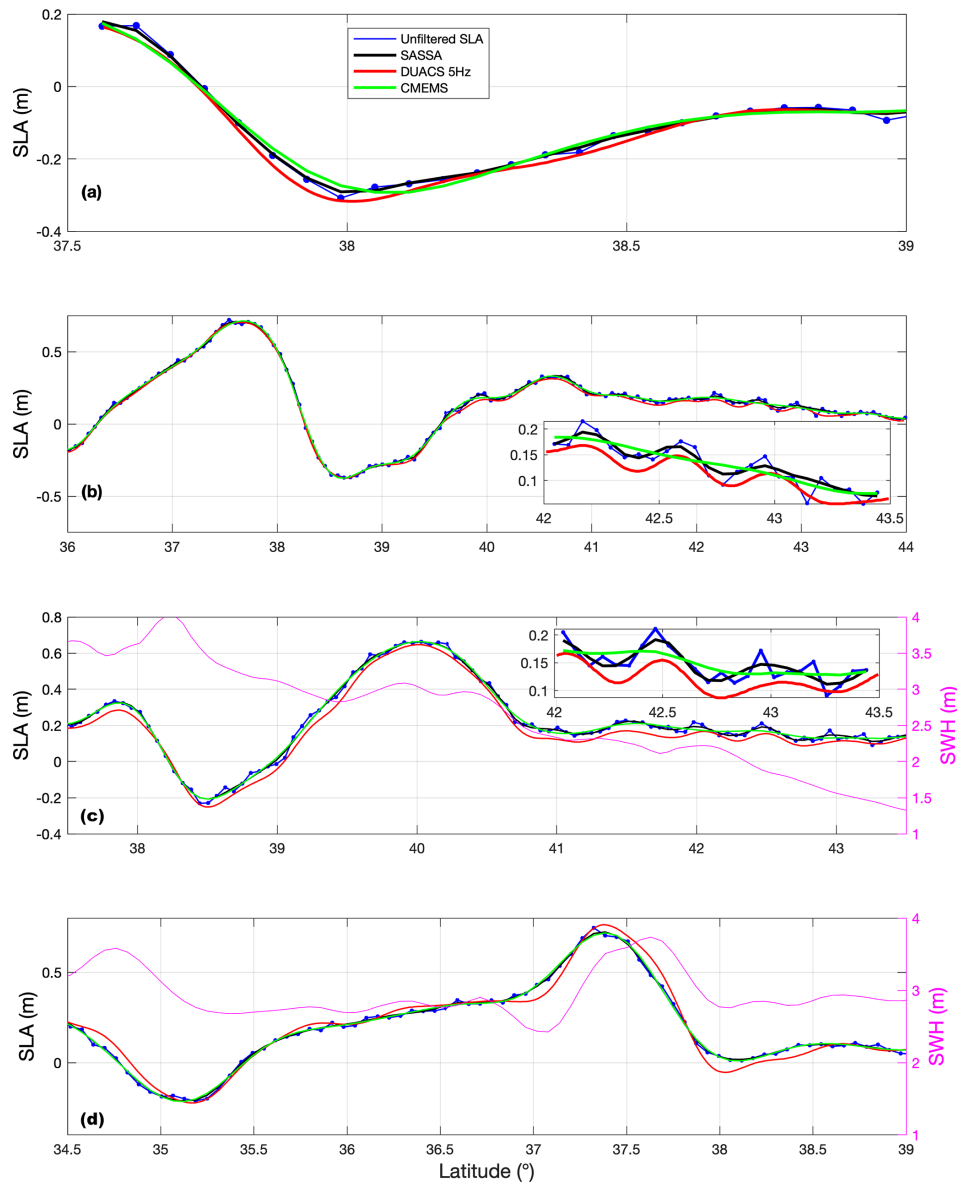 0.2
0
-0.2
-0.4
SLA (m)
Unfiltered SLA
SASSA
DUACS 5Hz
CMEMS
(a)
37.5 38 38.5 39
0.5
0
-0.5
SLA (m)
(b)
0.2
0.15
0.1
42 42.5 43 43.5
36 37 38 39 40 41 42 43 44
0.8
0.6
0.4
0.2
0
-0.2
-0.4
SLA (m)
(c)
0.2
0.15
0.1
42 42.5 43 43.5
4
3.5
3
2.5
2
1.5
1
SWH (m)
38 39 40 41 42 43
0.5
0
SLA (m)
(d)
4
3
2
1
SWH (m)
34.5 35 35.5 36 36.5 37 37.5 38 38.5 39
Latitude (°)